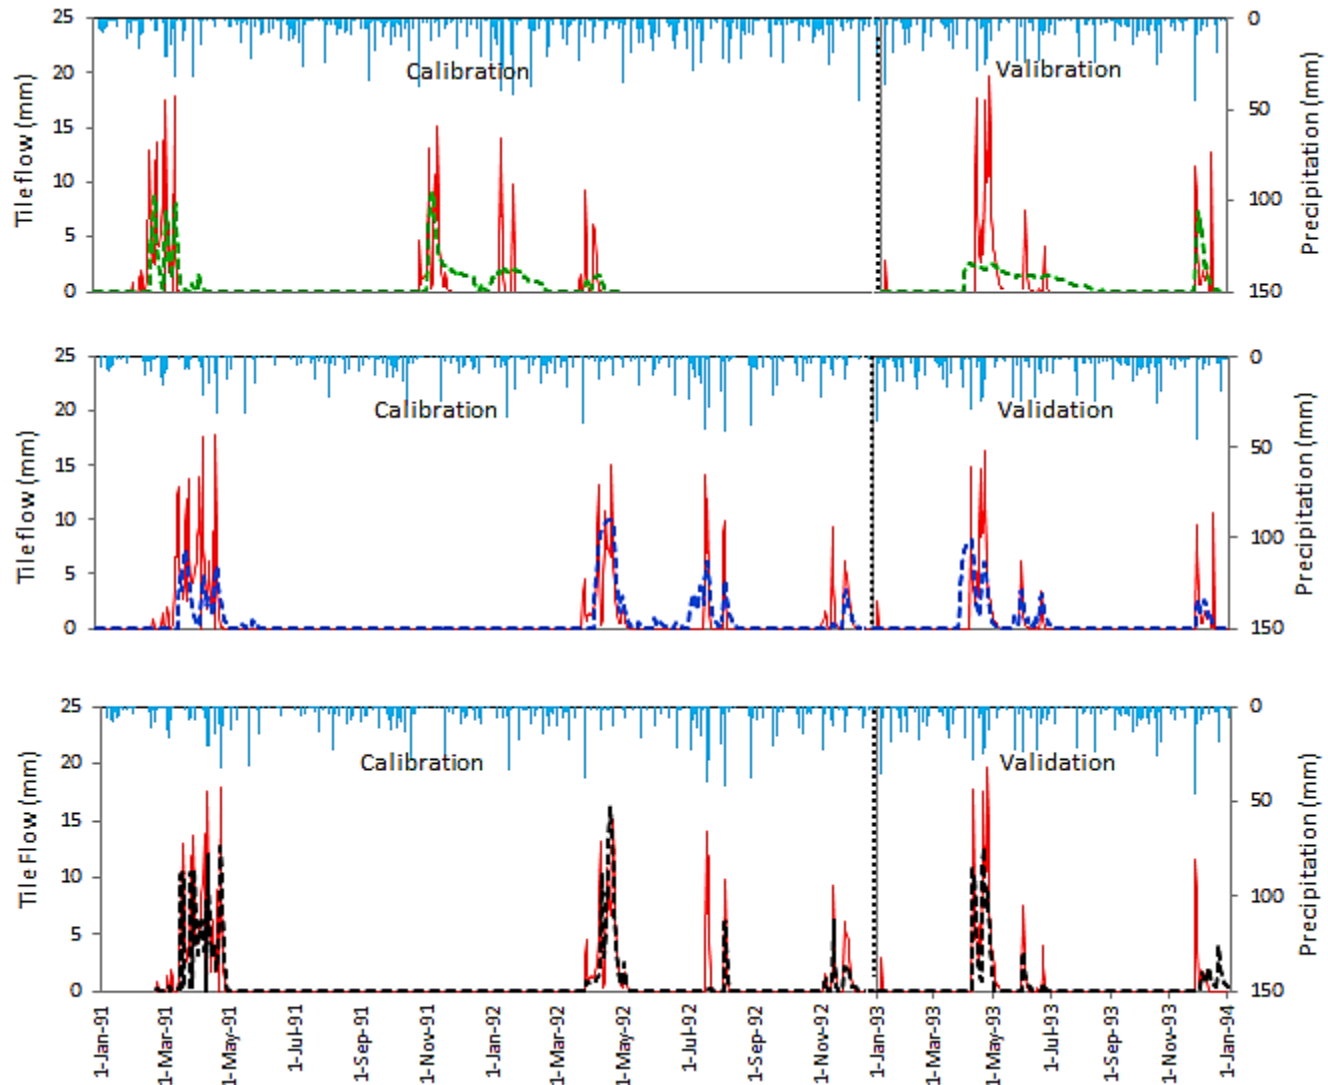 25
20
15
10
5
0
Tile flow (mm)
Calibration
Valibration
0
50
100
150
Precipitation (mm)
25
20
15
10
5
0
Tile flow (mm)
Calibration
Validation
0
50
100
150
Precipitation (mm)
25
20
15
10
5
0
Tile Flow (mm)
Calibration
Validation
0
50
100
150
Precipitation (mm)
1-Jan-91
1-Mar-91
1-May-91
1-Jul-91
1-Sep-91
1-Nov-91
1-Jan-92
1-Mar-92
1-May-92
1-Jul-92
1-Sep-92
1-Nov-92
1-Jan-93
1-Mar-93
1-May-93
1-Jul-93
1-Sep-93
1-Nov-93
1-Jan-94